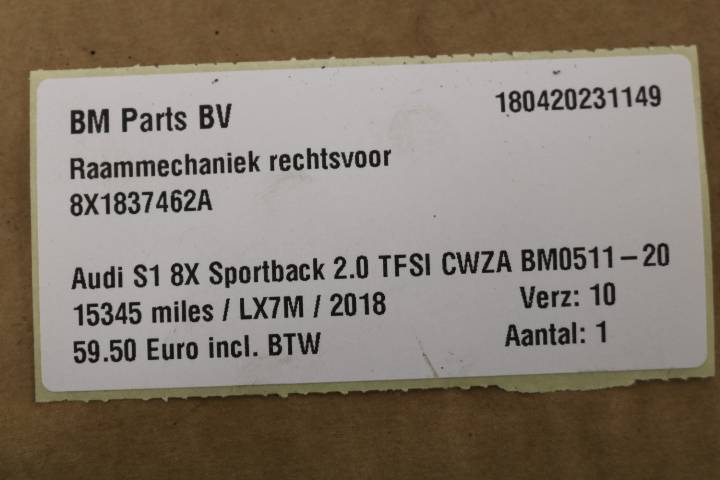 BM Parts BV 180420231149
Raammechaniek rechtsvoor
8X1837462A
Audi S1 8X Sportback 2.0 TFSI CWZA BM0511-20
15345 miles / LX7M / 2018 Verz: 10
59.50 Euro incl. BTW Aantal: 1